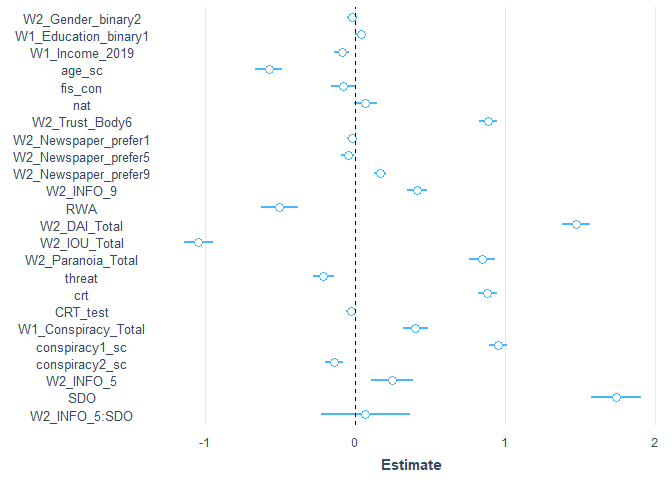 W2_Gender_binary2
W1_Education_binary1
W1_Income_2019
age_sc
fis_con
nat
W2_Trust_Body6
W2_Newspaper_prefer1
W2_Newspaper_prefer5
W2_Newspaper_prefer9
W2_INFO_9
RWA
W2_DAI_Total
W2_IOU_Total
W2_Paranoia_Total
threat
crt
CRT_test
W1_Conspiracy_Total
conspiracy1_sc
conspiracy2_sc
W2_INFO_5
SDO
W2_INFO_5:SDO
-1 0 1 2
Estimate